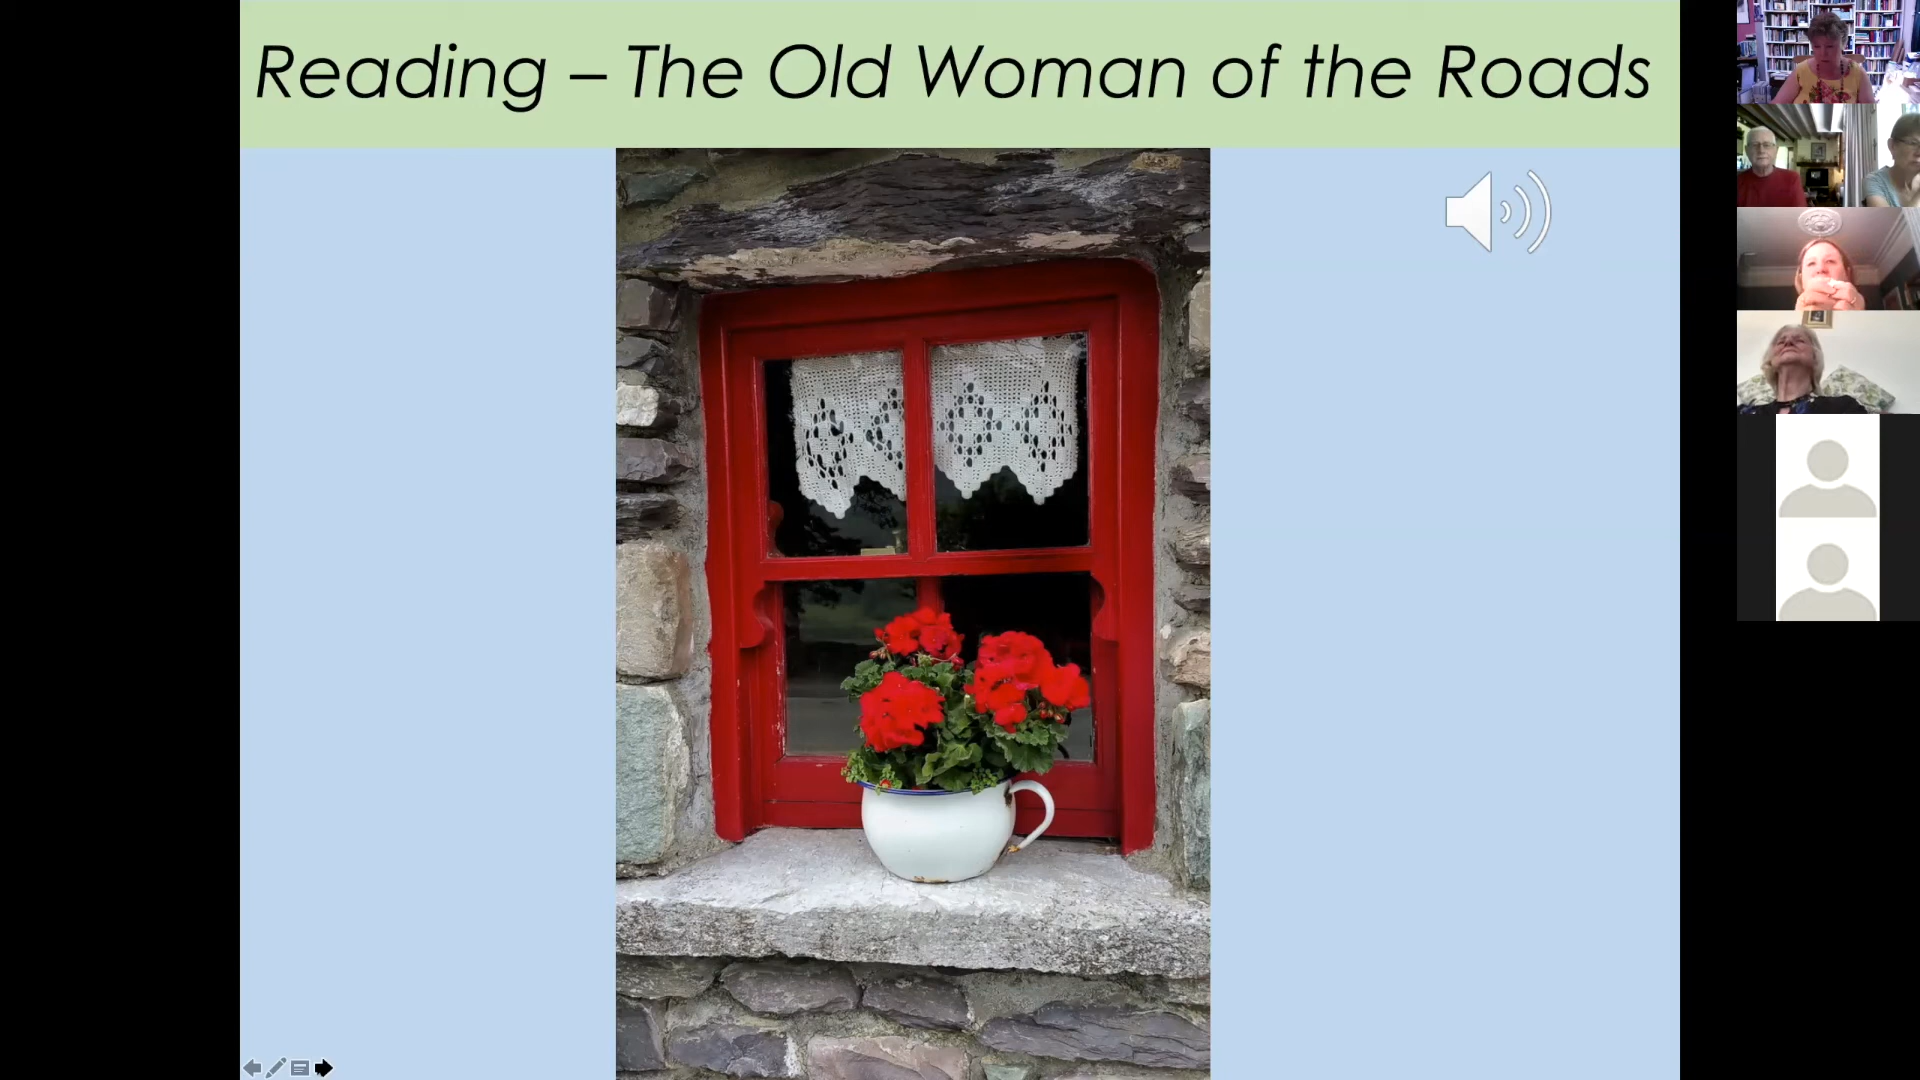 Reading – The Old Woman of the Roads